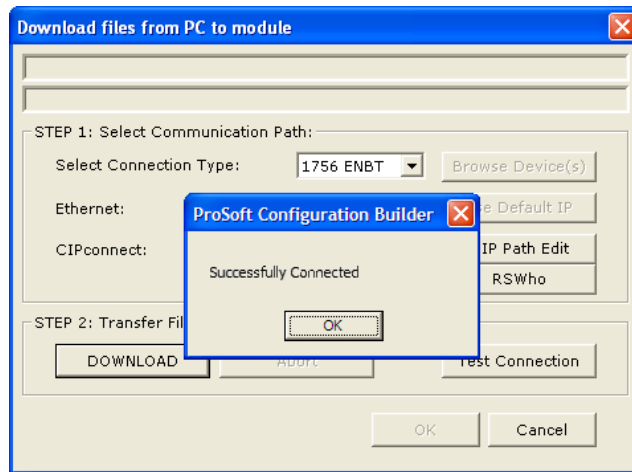 Download files from PC to module
STEP 1: Select Communication Path:
Select Connection Type: 1756 ENBT Browse Device(s)
Ethernet: Default IP
CIPconnect: IP Path Edit
RSWho
ProSoft Configuration Builder
Successfully Connected
OK
STEP 2: Transfer
DOWNLOAD Abort Test Connection
OK Cancel